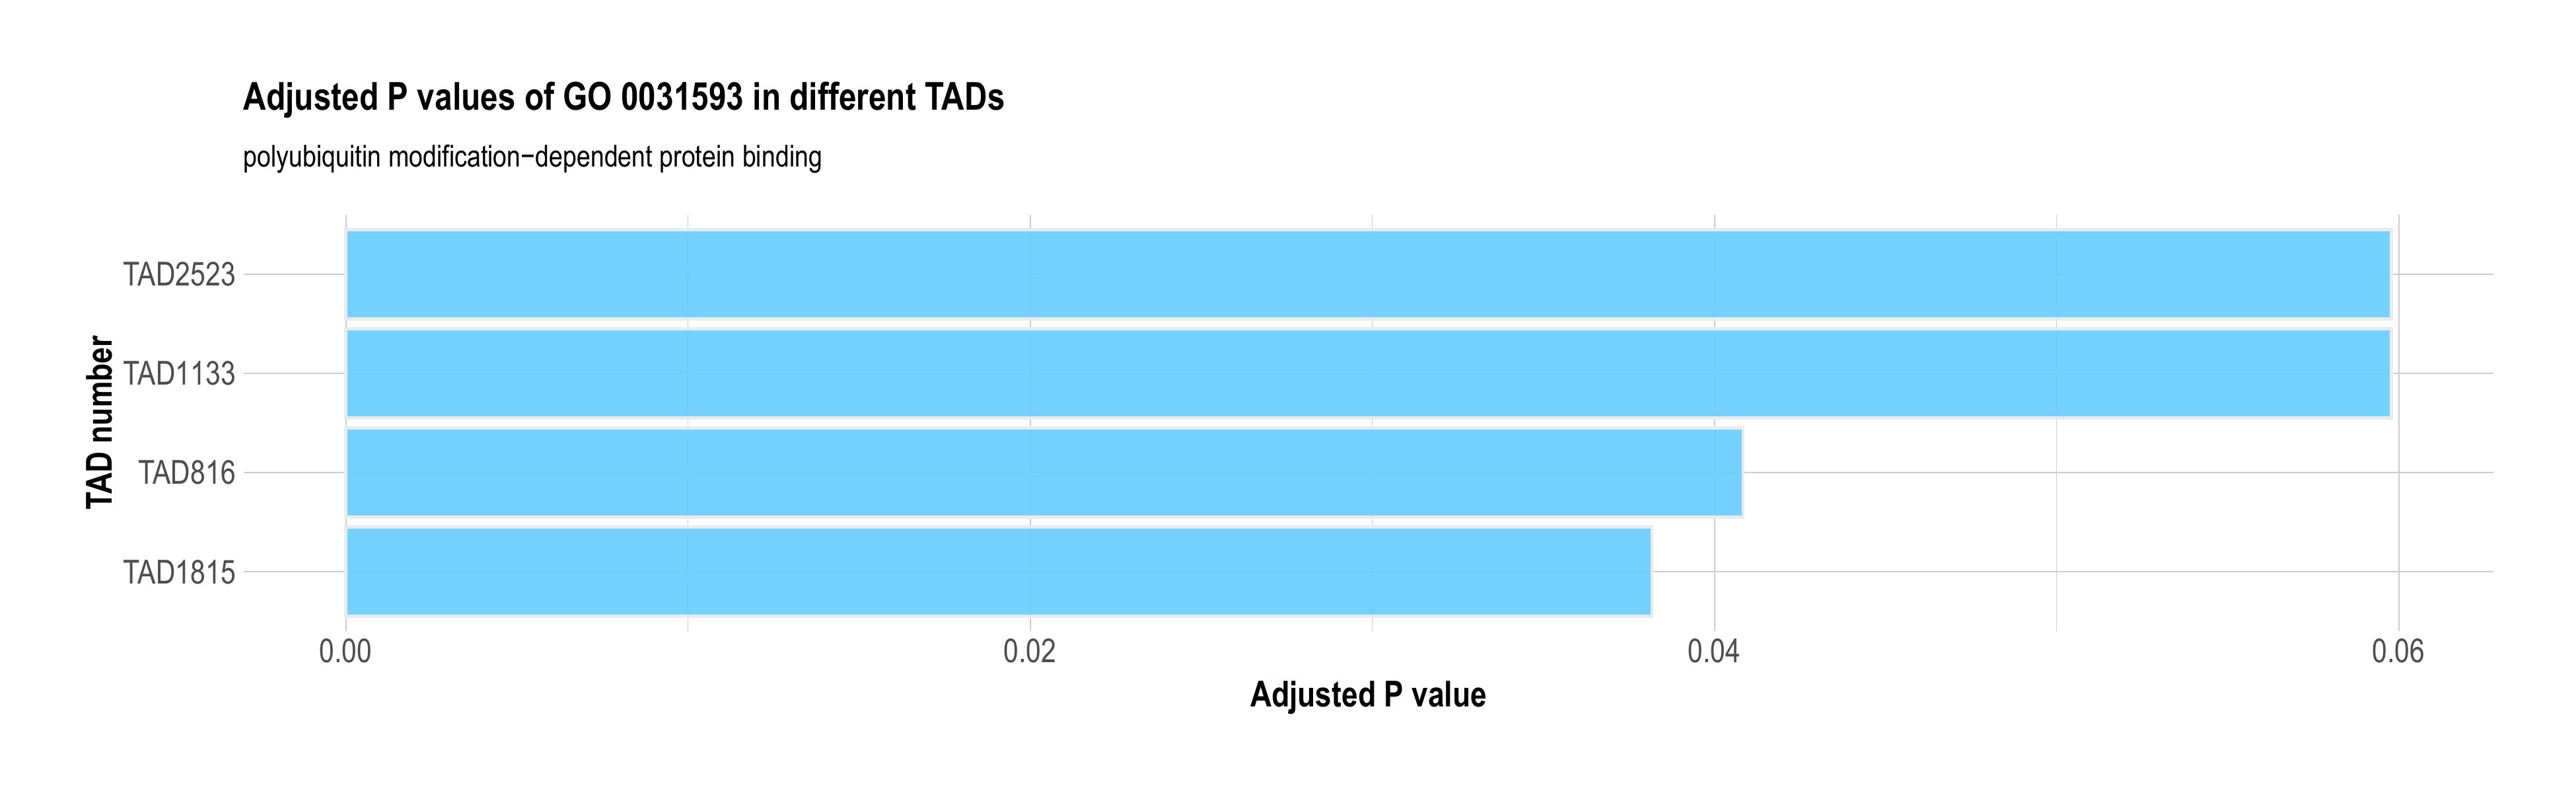 Adjusted P values of GO 0031593 in different TADs
polyubiquitin modification−dependent protein binding
TAD number
TAD2523
TAD1133
TAD816
TAD1815
0.00
0.02
0.04
0.06
Adjusted P value